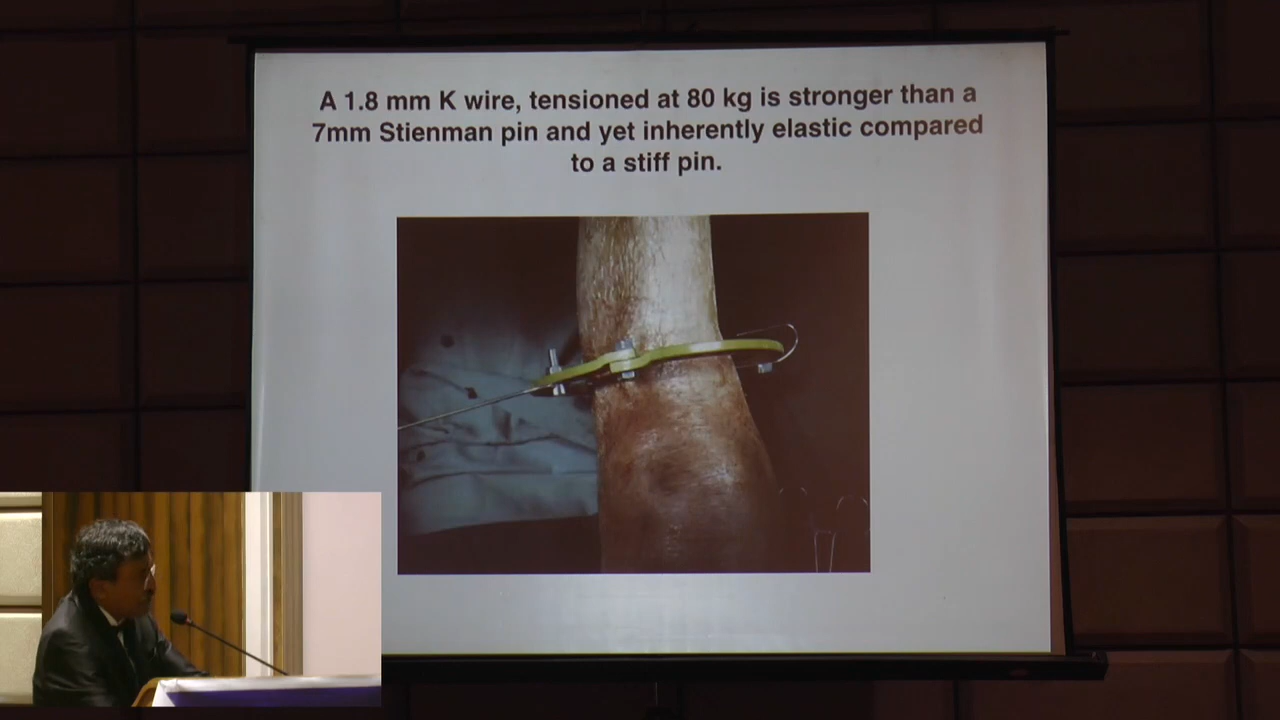 A 1.8 mm K wire, tensioned at 80 kg is stronger than a
7mm Stienman pin and yet inherently elastic compared
to a stiff pin.